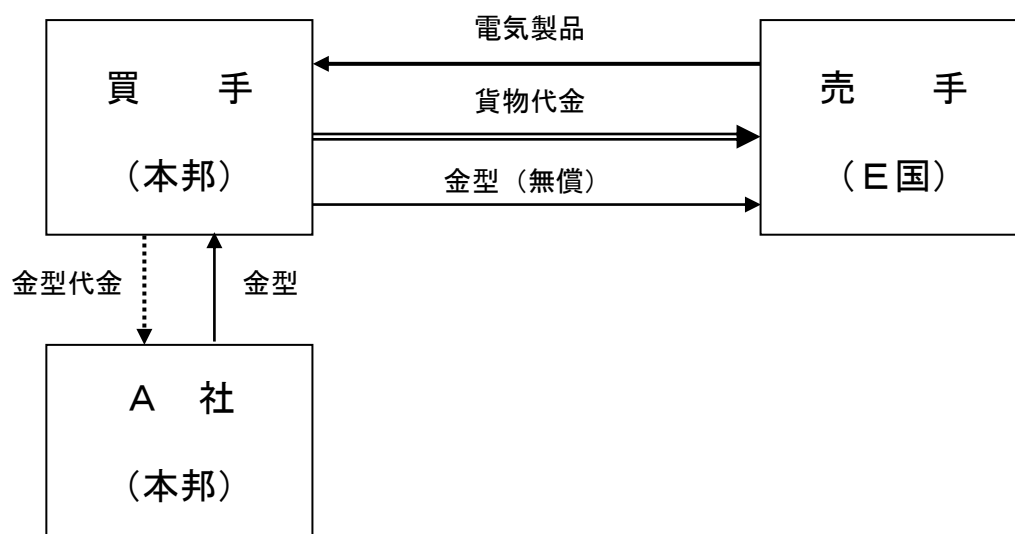 電気製品
買　手
（本邦）
貨物代金
金型（無償）
売　手
（Ｅ国）
金型代金
金型
Ａ　社
（本邦）